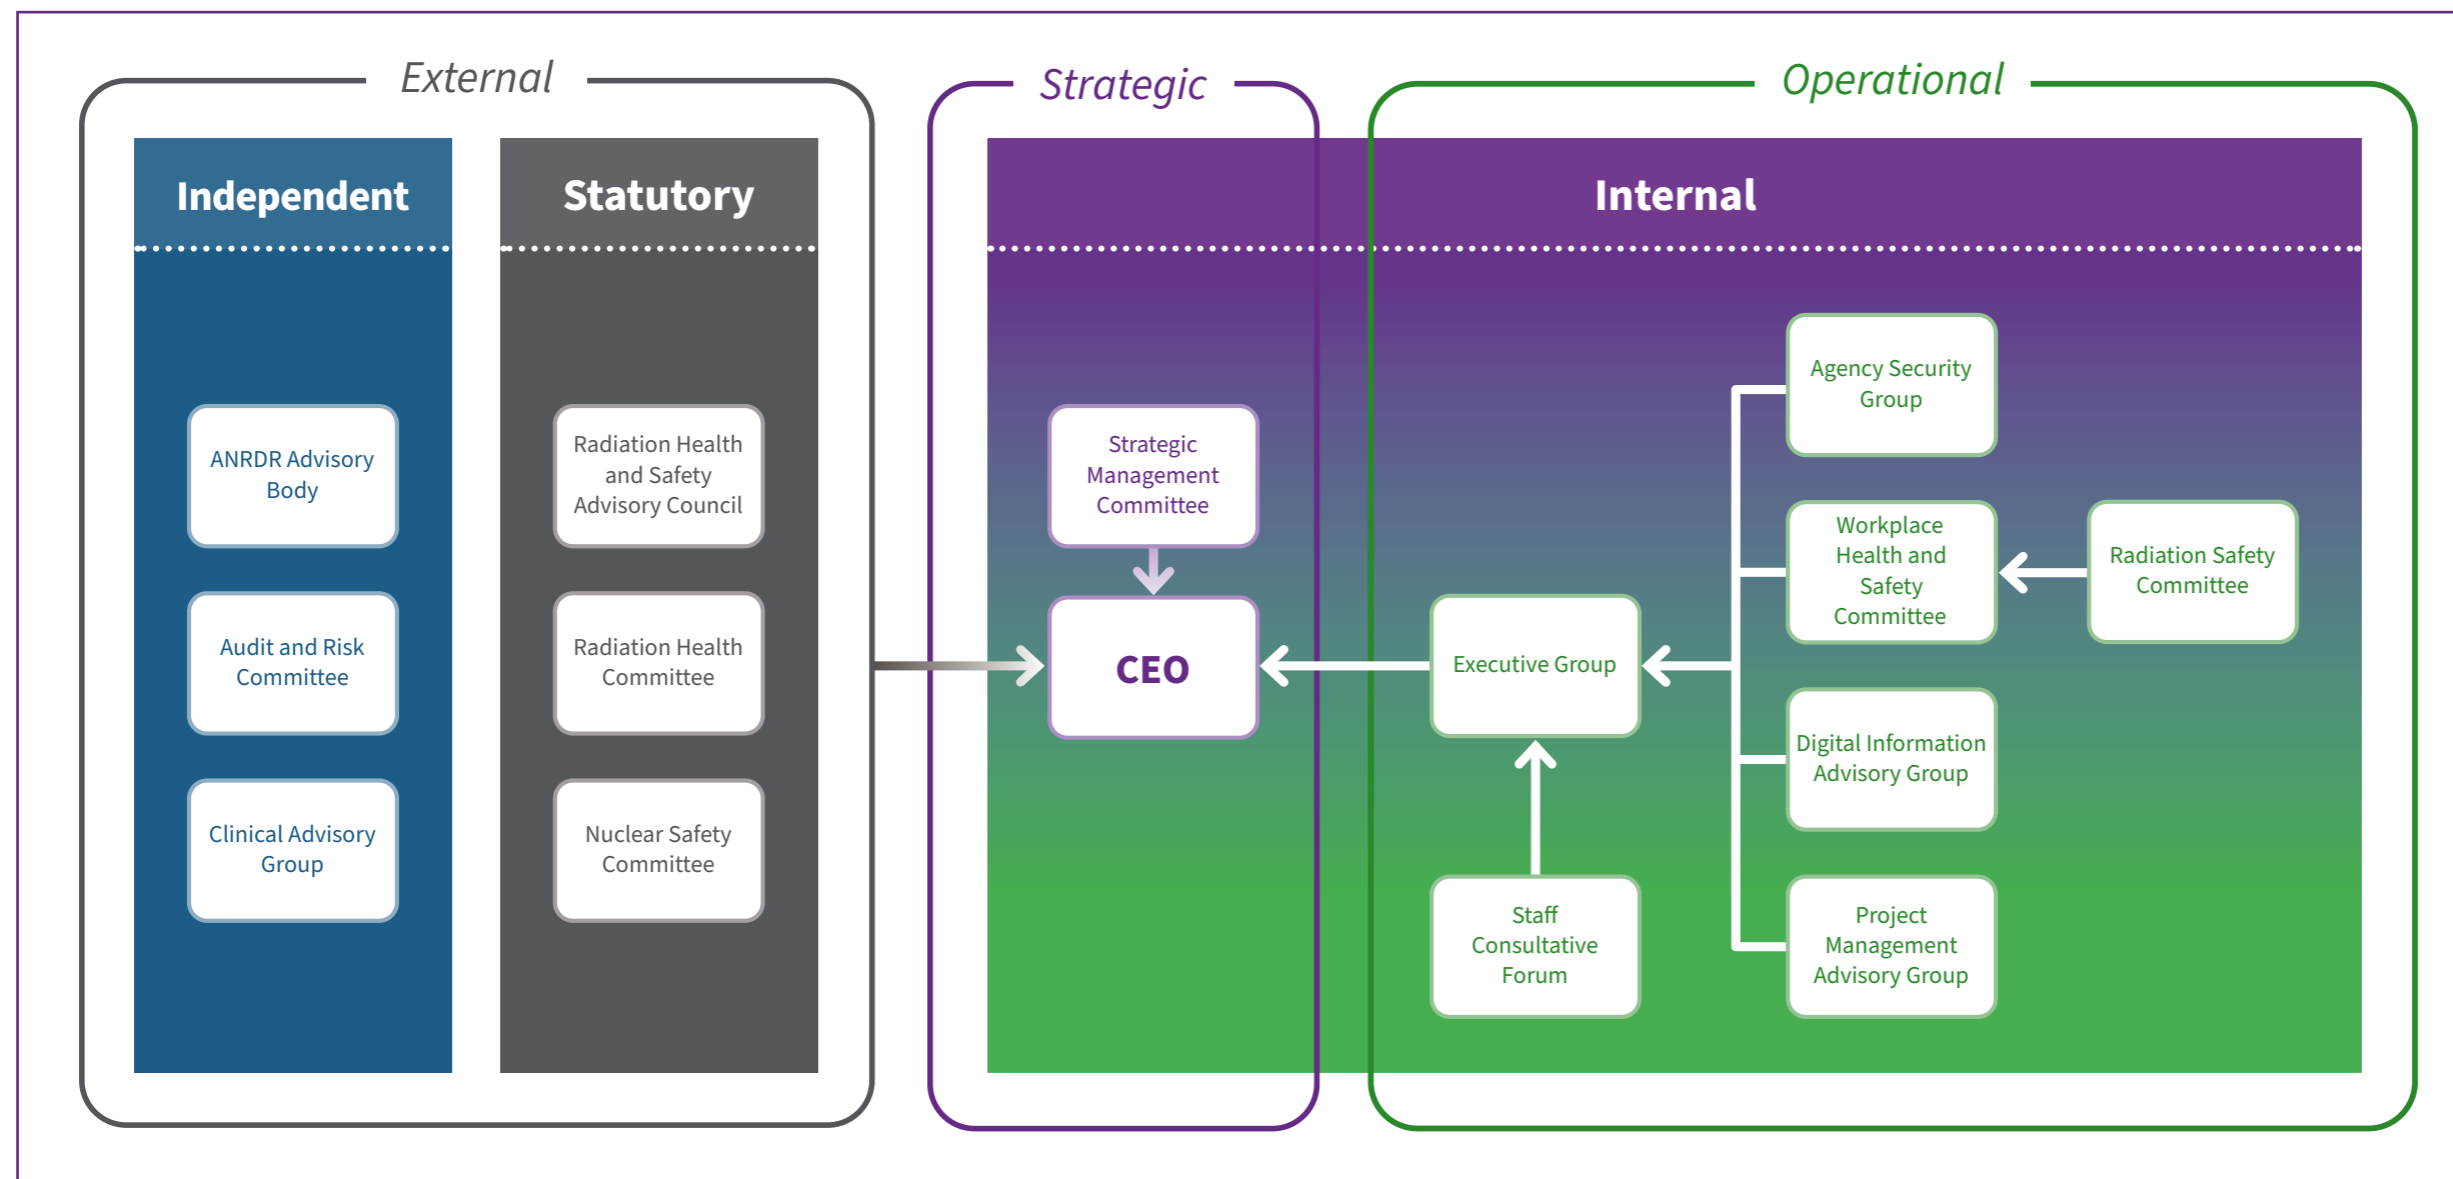 External
Strategic
Operational
Independent
Statutory
Internal
ANRDR Advisory
Body
Audit and Risk
Committee
Clinical Advisory
Group
Radiation Health
and Safety
Advisory Council
Radiation Health
Committee
Nuclear Safety
Committee
Strategic
Management
Committee
CEO
Executive Group
Staff
Consultative
Forum
Agency Security
Group
Workplace
Health and
Safety
Committee
Digital Information
Advisory Group
Project
Management
Advisory Group
Radiation Safety
Committee